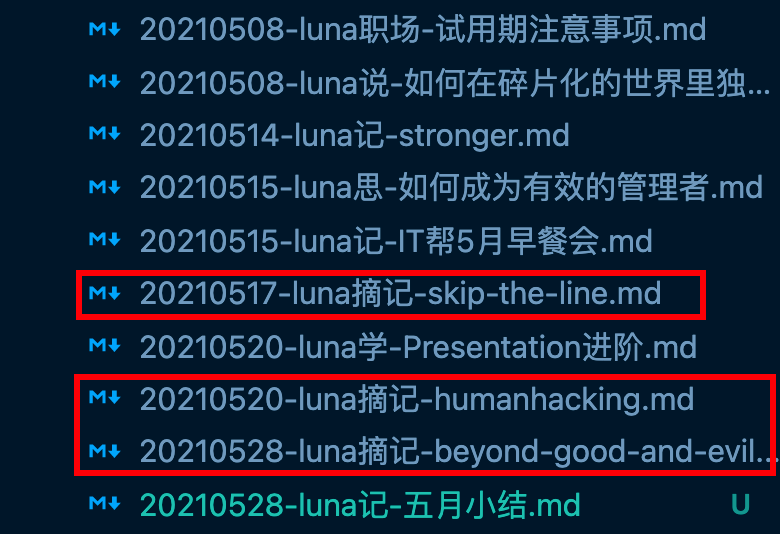 20210508-luna职场-试用期注意事项.md
20210508-luna说-如何在碎片化的世界里独...
20210514-luna记-stronger.md
20210515-luna思-如何成为有效的管理者.md
20210515-luna记-IT帮5月早餐会.md
20210517-luna摘记-skip-the-line.md
20210520-luna学-Presentation进阶.md
20210520-luna摘记-humanhacking.md
20210528-luna摘记-beyond-good-and-evil...
20210528-luna记-五月小结.md U